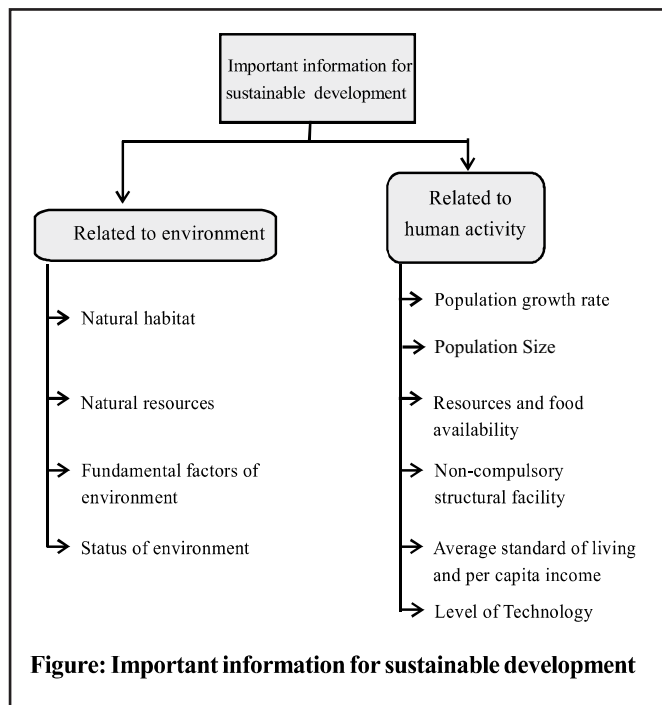 Important information for
sustainable development
Related to environment
Natural habitat
Natural resources
Fundamental factors of
environment
Status of environment
Related to
human activity
Population growth rate
Population Size
Resources and food
availability
Non-compulsory
structural facility
Average standard of living
and per capita income
Level of Technology
Figure: Important information for sustainable development